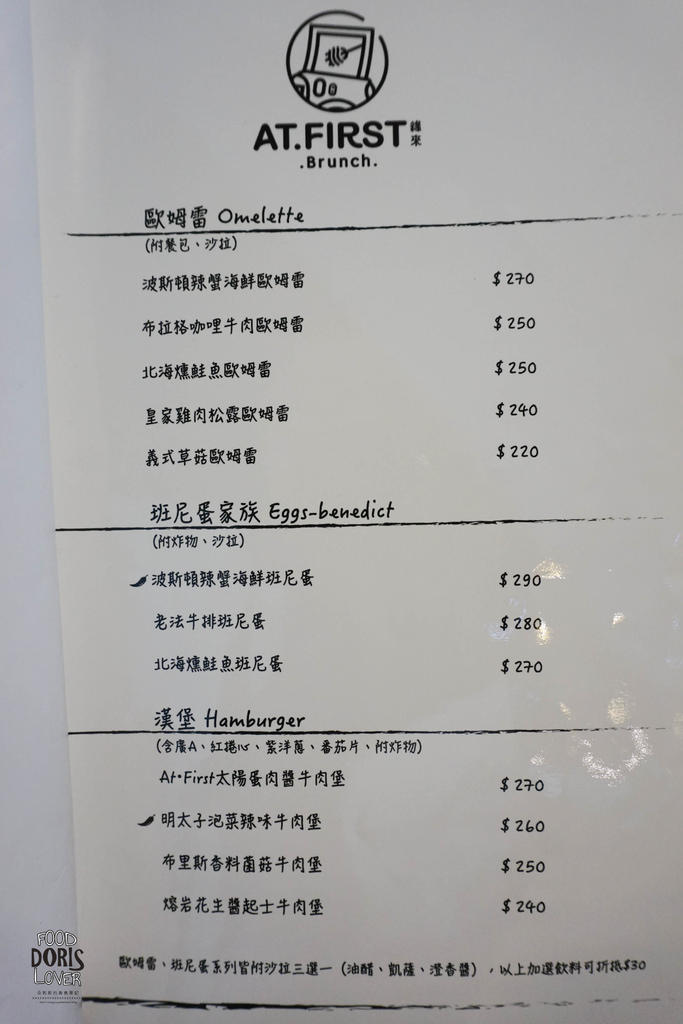 AT.FIRST 鏠來
.Brunch.
歐姆雷 Omelette
(附餐包、沙拉)
波斯頓辣蟹海鮮歐姆雷 $270
布拉格咖哩牛肉歐姆雷 $250
北海燻鮭魚歐姆雷 $250
皇家雞肉松露歐姆雷 $240
義式草菇歐姆雷 $220
班尼蛋家族 Eggs-benedict
(附炸物、沙拉)
波斯頓辣蟹海鮮班尼蛋 $290
老法牛排班尼蛋 $280
北海燻鮭魚班尼蛋 $270
漢堡 Hamburger
(含廣A、紅捲心、紫洋蔥、番茄片、附炸物)
At•First太陽蛋肉醬牛肉堡 $270
明太子泡菜辣味牛肉堡 $260
布里斯香料菌菇牛肉堡 $250
熔岩花生醬起士牛肉堡 $240
歐姆雷、班尼蛋系列皆附沙拉三選一（油醋、凱薩、澄香醬），以上加選飲料可折抵$30
FOOD
DORIS
LOVER